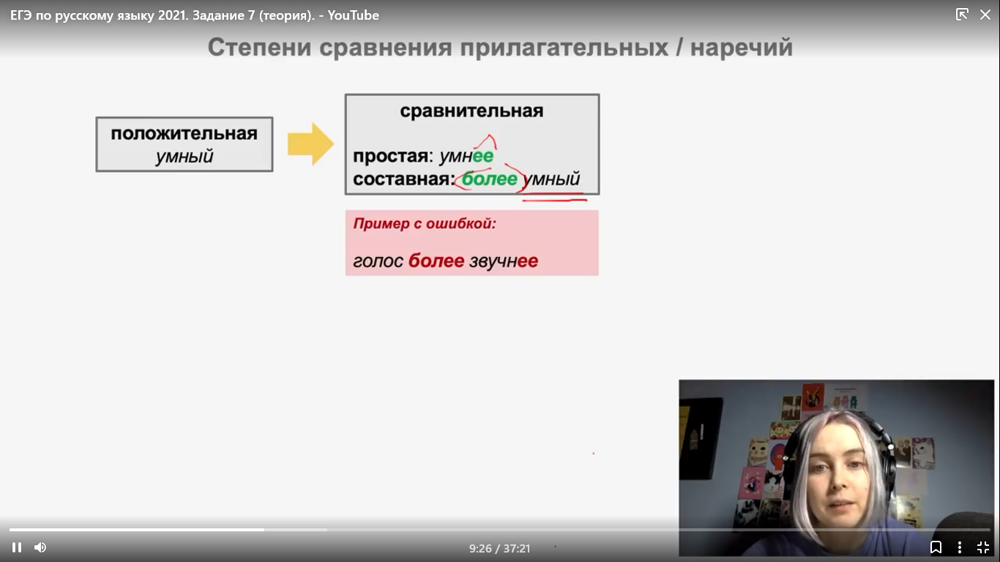 ЕГЭ по русскому языку 2021. Задание 7 (теория). - YouTube
Степени сравнения прилагательных / наречий
положительная
умный
сравнительная
простая: умнее
составная: более умный
Пример с ошибкой:
голос более звучнее
9:26 / 37:21